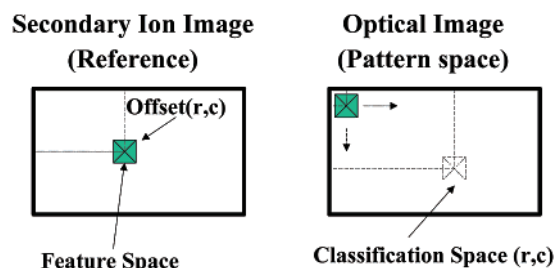 Secondary Ion Image
(Reference)
Offset(r,c)
Feature Space
Optical Image
(Pattern space)
Classification Space (r,c)